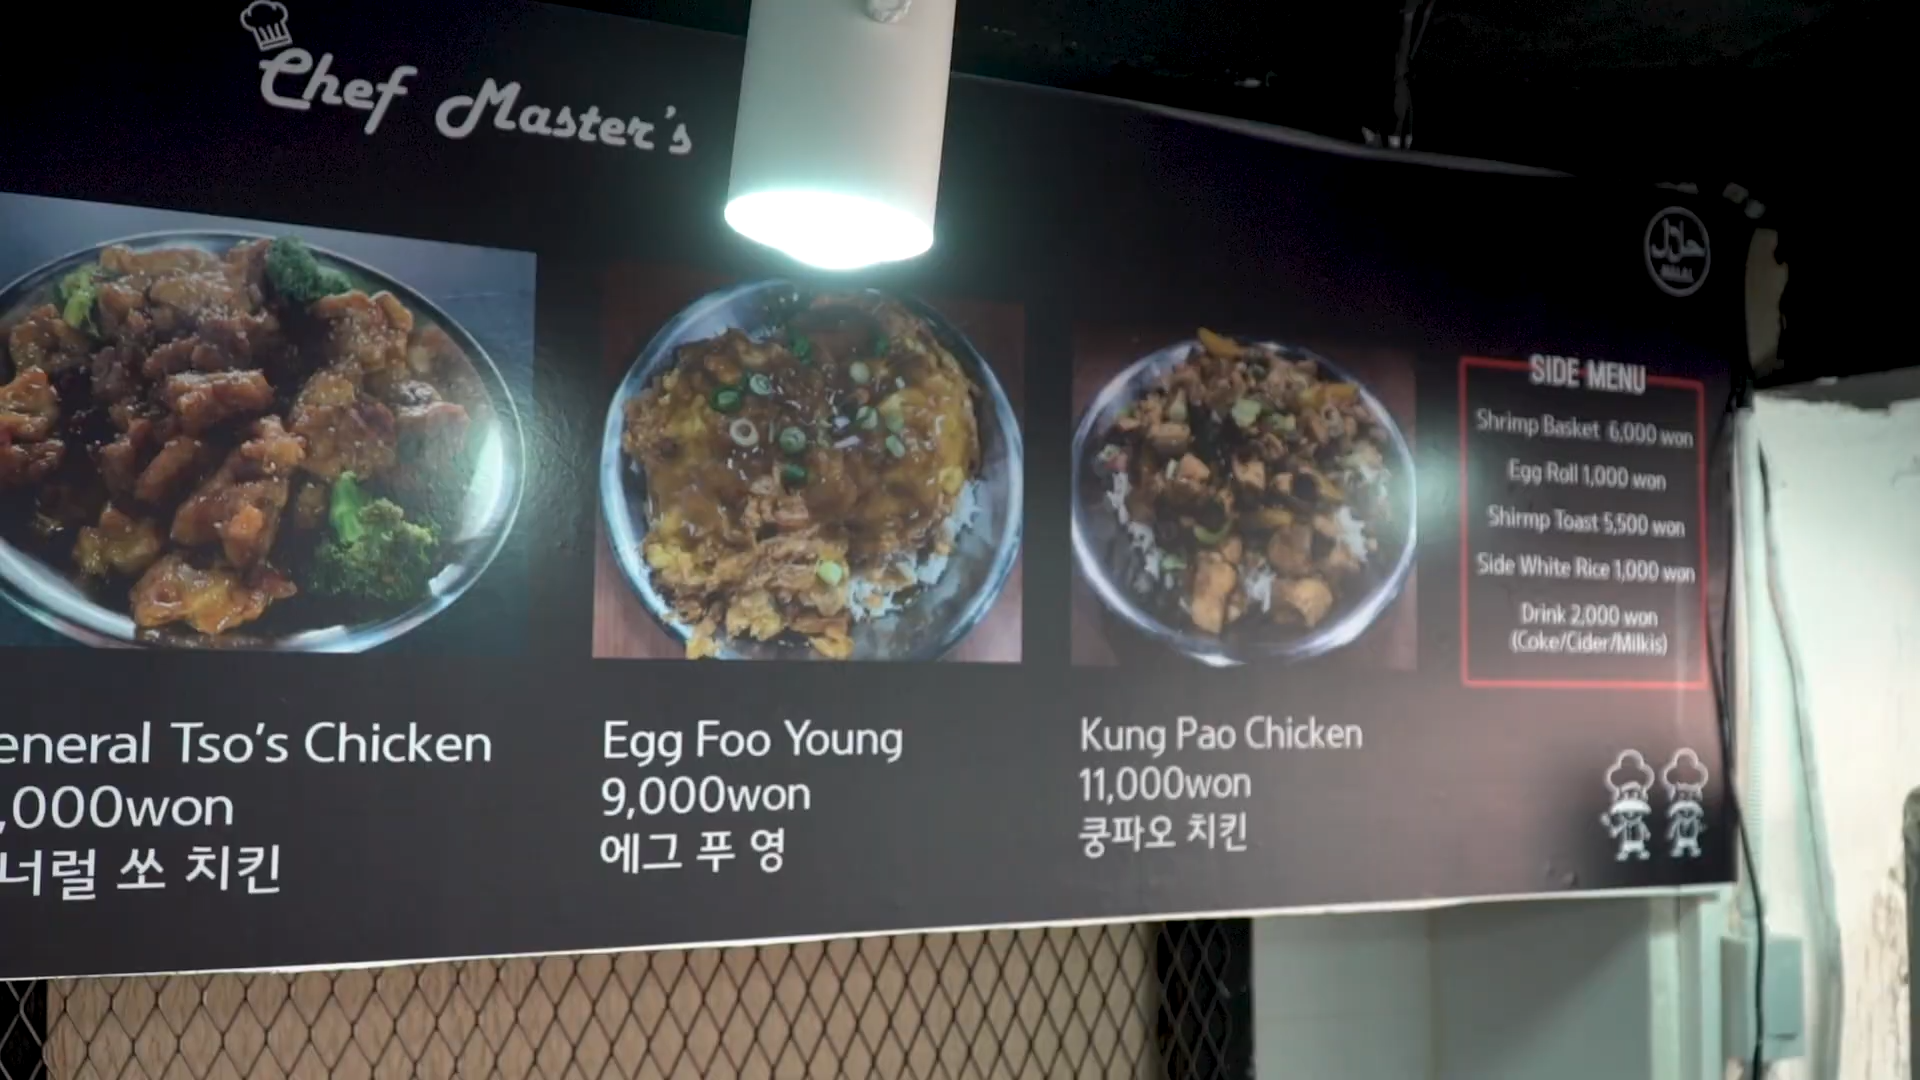 Chef Master's
حلال
HALAL
SIDE MENU
Shrimp Basket 6,000 won
Egg Roll 1,000 won
Shirmp Toast 5,500 won
Side White Rice 1,000 won
Drink 2,000 won
(Coke/Cider/Milkis)
eneral Tso's Chicken
,000won
너럴 쏘 치킨
Egg Foo Young
9,000won
에그 푸 영
Kung Pao Chicken
11,000won
쿵파오 치킨